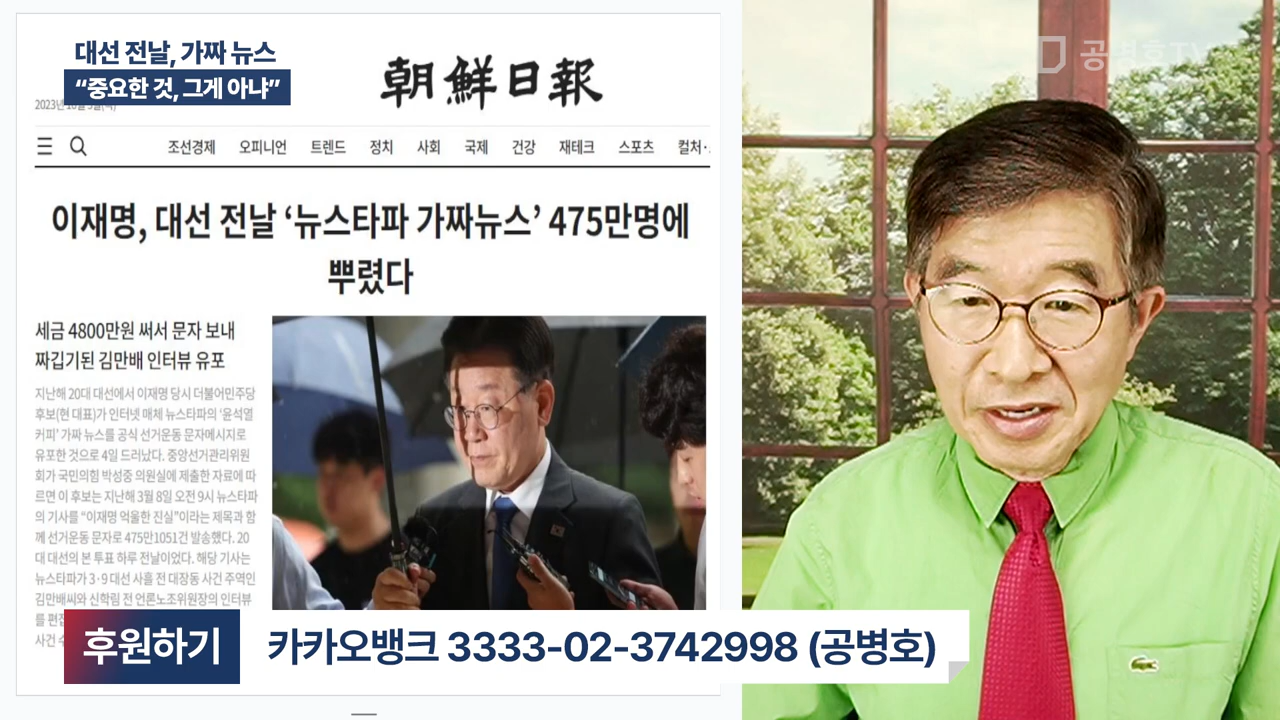 대선 전날, 가짜 뉴스
“중요한 것, 그게 아냐”
朝鮮日報
조선경제 오피니언 트렌드 정치 사회 국제 건강 재테크 스포츠 컬처·
이재명, 대선 전날 ‘뉴스타파 가짜뉴스’ 475만명에
뿌렸다
세금 4800만원 써서 문자 보내
짜깁기된 김만배 인터뷰 유포
지난해 20대 대선에서 이재명 당시 더불어민주당
후보(현 대표)가 인터넷 매체 뉴스타파의 ‘윤석열
커피’ 가짜 뉴스를 공식 선거운동 문자메시지로
유포한 것으로 4일 드러났다. 중앙선거관리위원
회가 국민의힘 박성중 의원실에 제출한 자료에 따
르면 이 후보는 지난해 3월 8일 오전 9시 뉴스타파
의 기사를 “이재명 억울한 진실”이라는 제목과 함
께 선거운동 문자로 475만1051건 발송했다. 20
대 대선의 본 투표 하루 전날이었다. 해당 기사는
뉴스타파가 3·9 대선 사흘 전 대장동 사건 주역인
김만배씨와 신학림 전 언론노조위원장의 인터뷰
를 편집
사건
공병호TV
후원하기 카카오뱅크 3333-02-3742998 (공병호)